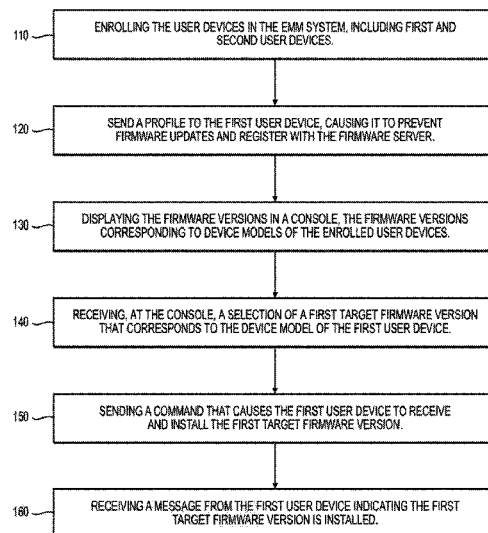 110
ENROLLING THE USER DEVICES IN THE EMM SYSTEM, INCLUDING FIRST AND
SECOND USER DEVICES.
120
SEND A PROFILE TO THE FIRST USER DEVICE, CAUSING IT TO PREVENT
FIRMWARE UPDATES AND REGISTER WITH THE FIRMWARE SERVER.
130
DISPLAYING THE FIRMWARE VERSIONS IN A CONSOLE, THE FIRMWARE VERSIONS
CORRESPONDING TO DEVICE MODELS OF THE ENROLLED USER DEVICES.
140
RECEIVING, AT THE CONSOLE, A SELECTION OF A FIRST TARGET FIRMWARE VERSION
THAT CORRESPONDS TO THE DEVICE MODEL OF THE FIRST USER DEVICE.
150
SENDING A COMMAND THAT CAUSES THE FIRST USER DEVICE TO RECEIVE
AND INSTALL THE FIRST TARGET FIRMWARE VERSION.
160
RECEIVING A MESSAGE FROM THE FIRST USER DEVICE INDICATING THE FIRST
TARGET FIRMWARE VERSION IS INSTALLED.